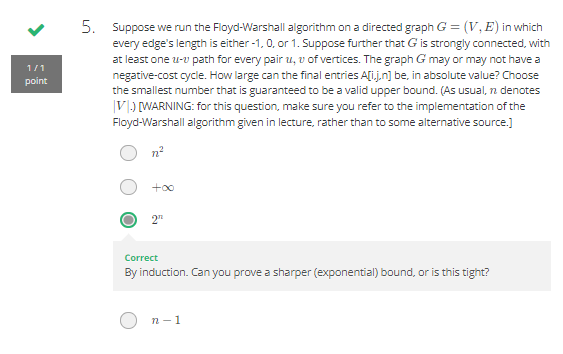 5. Suppose we run the Floyd-Warshall algorithm on a directed graph G = (V, E) in which
every edge's length is either -1, 0, or 1. Suppose further that G is strongly connected, with
at least one u-v path for every pair u, v of vertices. The graph G may or may not have a
negative-cost cycle. How large can the final entries A[i,j,n] be, in absolute value? Choose
the smallest number that is guaranteed to be a valid upper bound. (As usual, n denotes
|V|.) [WARNING: for this question, make sure you refer to the implementation of the
Floyd-Warshall algorithm given in lecture, rather than to some alternative source.]
1 / 1
point
n²
+∞
2ⁿ
Correct
By induction. Can you prove a sharper (exponential) bound, or is this tight?
n − 1